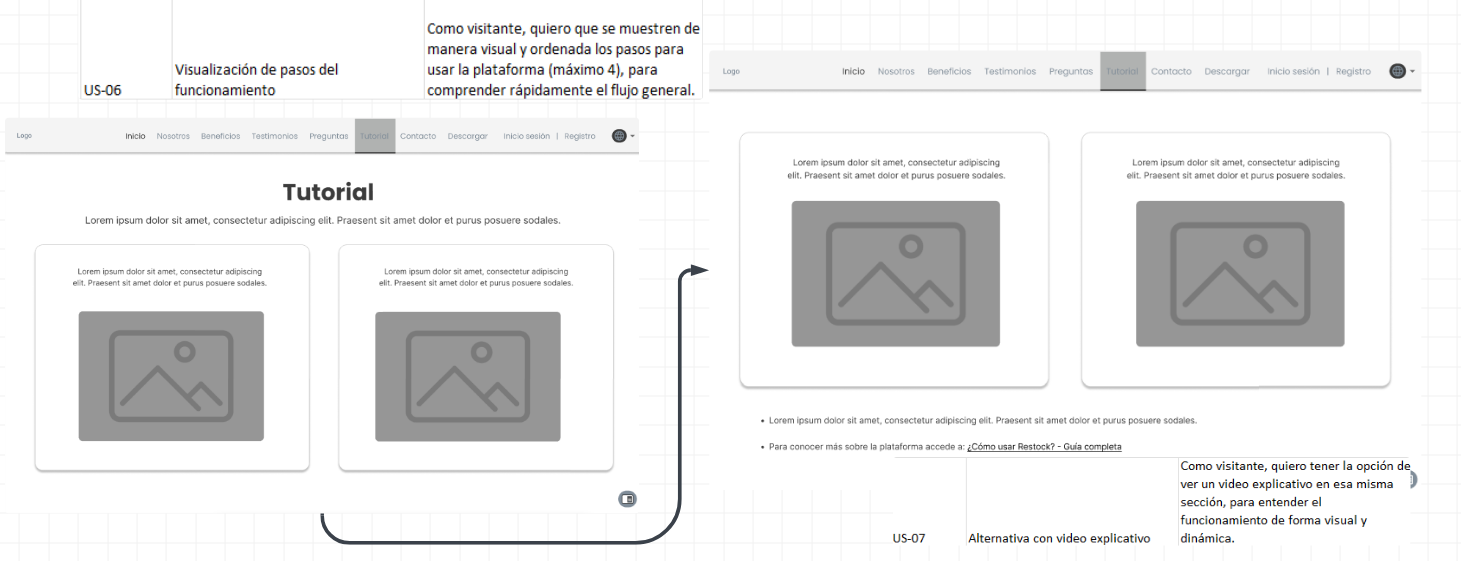 Como visitante, quiero que se muestren de
manera visual y ordenada los pasos para
usar la plataforma (máximo 4), para
comprender rápidamente el flujo general.
Visualización de pasos del
funcionamiento
US-06
Logo
Inicio Nosotros Beneficios Testimonios Preguntas Tutorial Contacto Descargar Inicio sesión | Registro
Tutorial
Lorem ipsum dolor sit amet, consectetur adipiscing elit. Praesent sit amet dolor et purus posuere sodales.
Lorem ipsum dolor sit amet, consectetur adipiscing
elit. Praesent sit amet dolor et purus posuere sodales.
Lorem ipsum dolor sit amet, consectetur adipiscing
elit. Praesent sit amet dolor et purus posuere sodales.
Logo
Inicio Nosotros Beneficios Testimonios Preguntas Tutorial Contacto Descargar Inicio sesión | Registro
Lorem ipsum dolor sit amet, consectetur adipiscing
elit. Praesent sit amet dolor et purus posuere sodales.
Lorem ipsum dolor sit amet, consectetur adipiscing
elit. Praesent sit amet dolor et purus posuere sodales.
• Lorem ipsum dolor sit amet, consectetur adipiscing elit. Praesent sit amet dolor et purus posuere sodales.
• Para conocer más sobre la plataforma accede a: ¿Cómo usar Restock? - Guía completa
US-07
Alternativa con video explicativo
Como visitante, quiero tener la opción de
ver un video explicativo en esa misma
sección, para entender el
funcionamiento de forma visual y
dinámica.